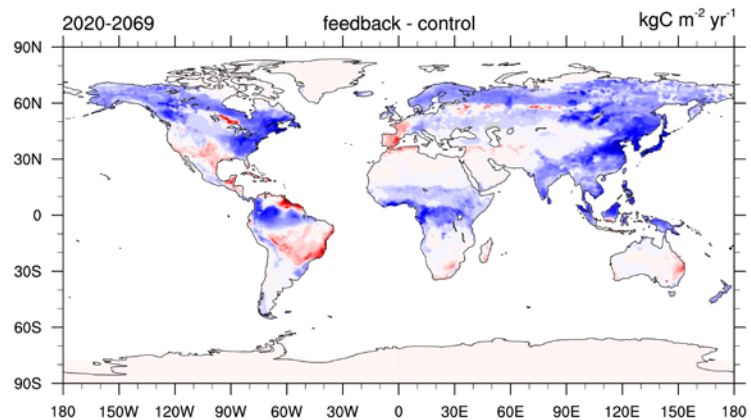 2020-2069 feedback - control kgC m⁻² yr⁻¹
90N
60N
30N
0
30S
60S
90S
180 150W 120W 90W 60W 30W 0 30E 60E 90E 120E 150E 180